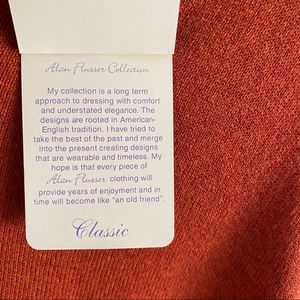 Alan Flusser Collection
My collection is a long term
approach to dressing with comfort
and understated elegance. The
designs are rooted in American-
English tradition. I have tried to
take the best of the past and merge
into the present creating designs
that are wearable and timeless. My
hope is that every piece of
Alan Flusser clothing will
provide years of enjoyment and in
time will become like "an old friend".
Classic